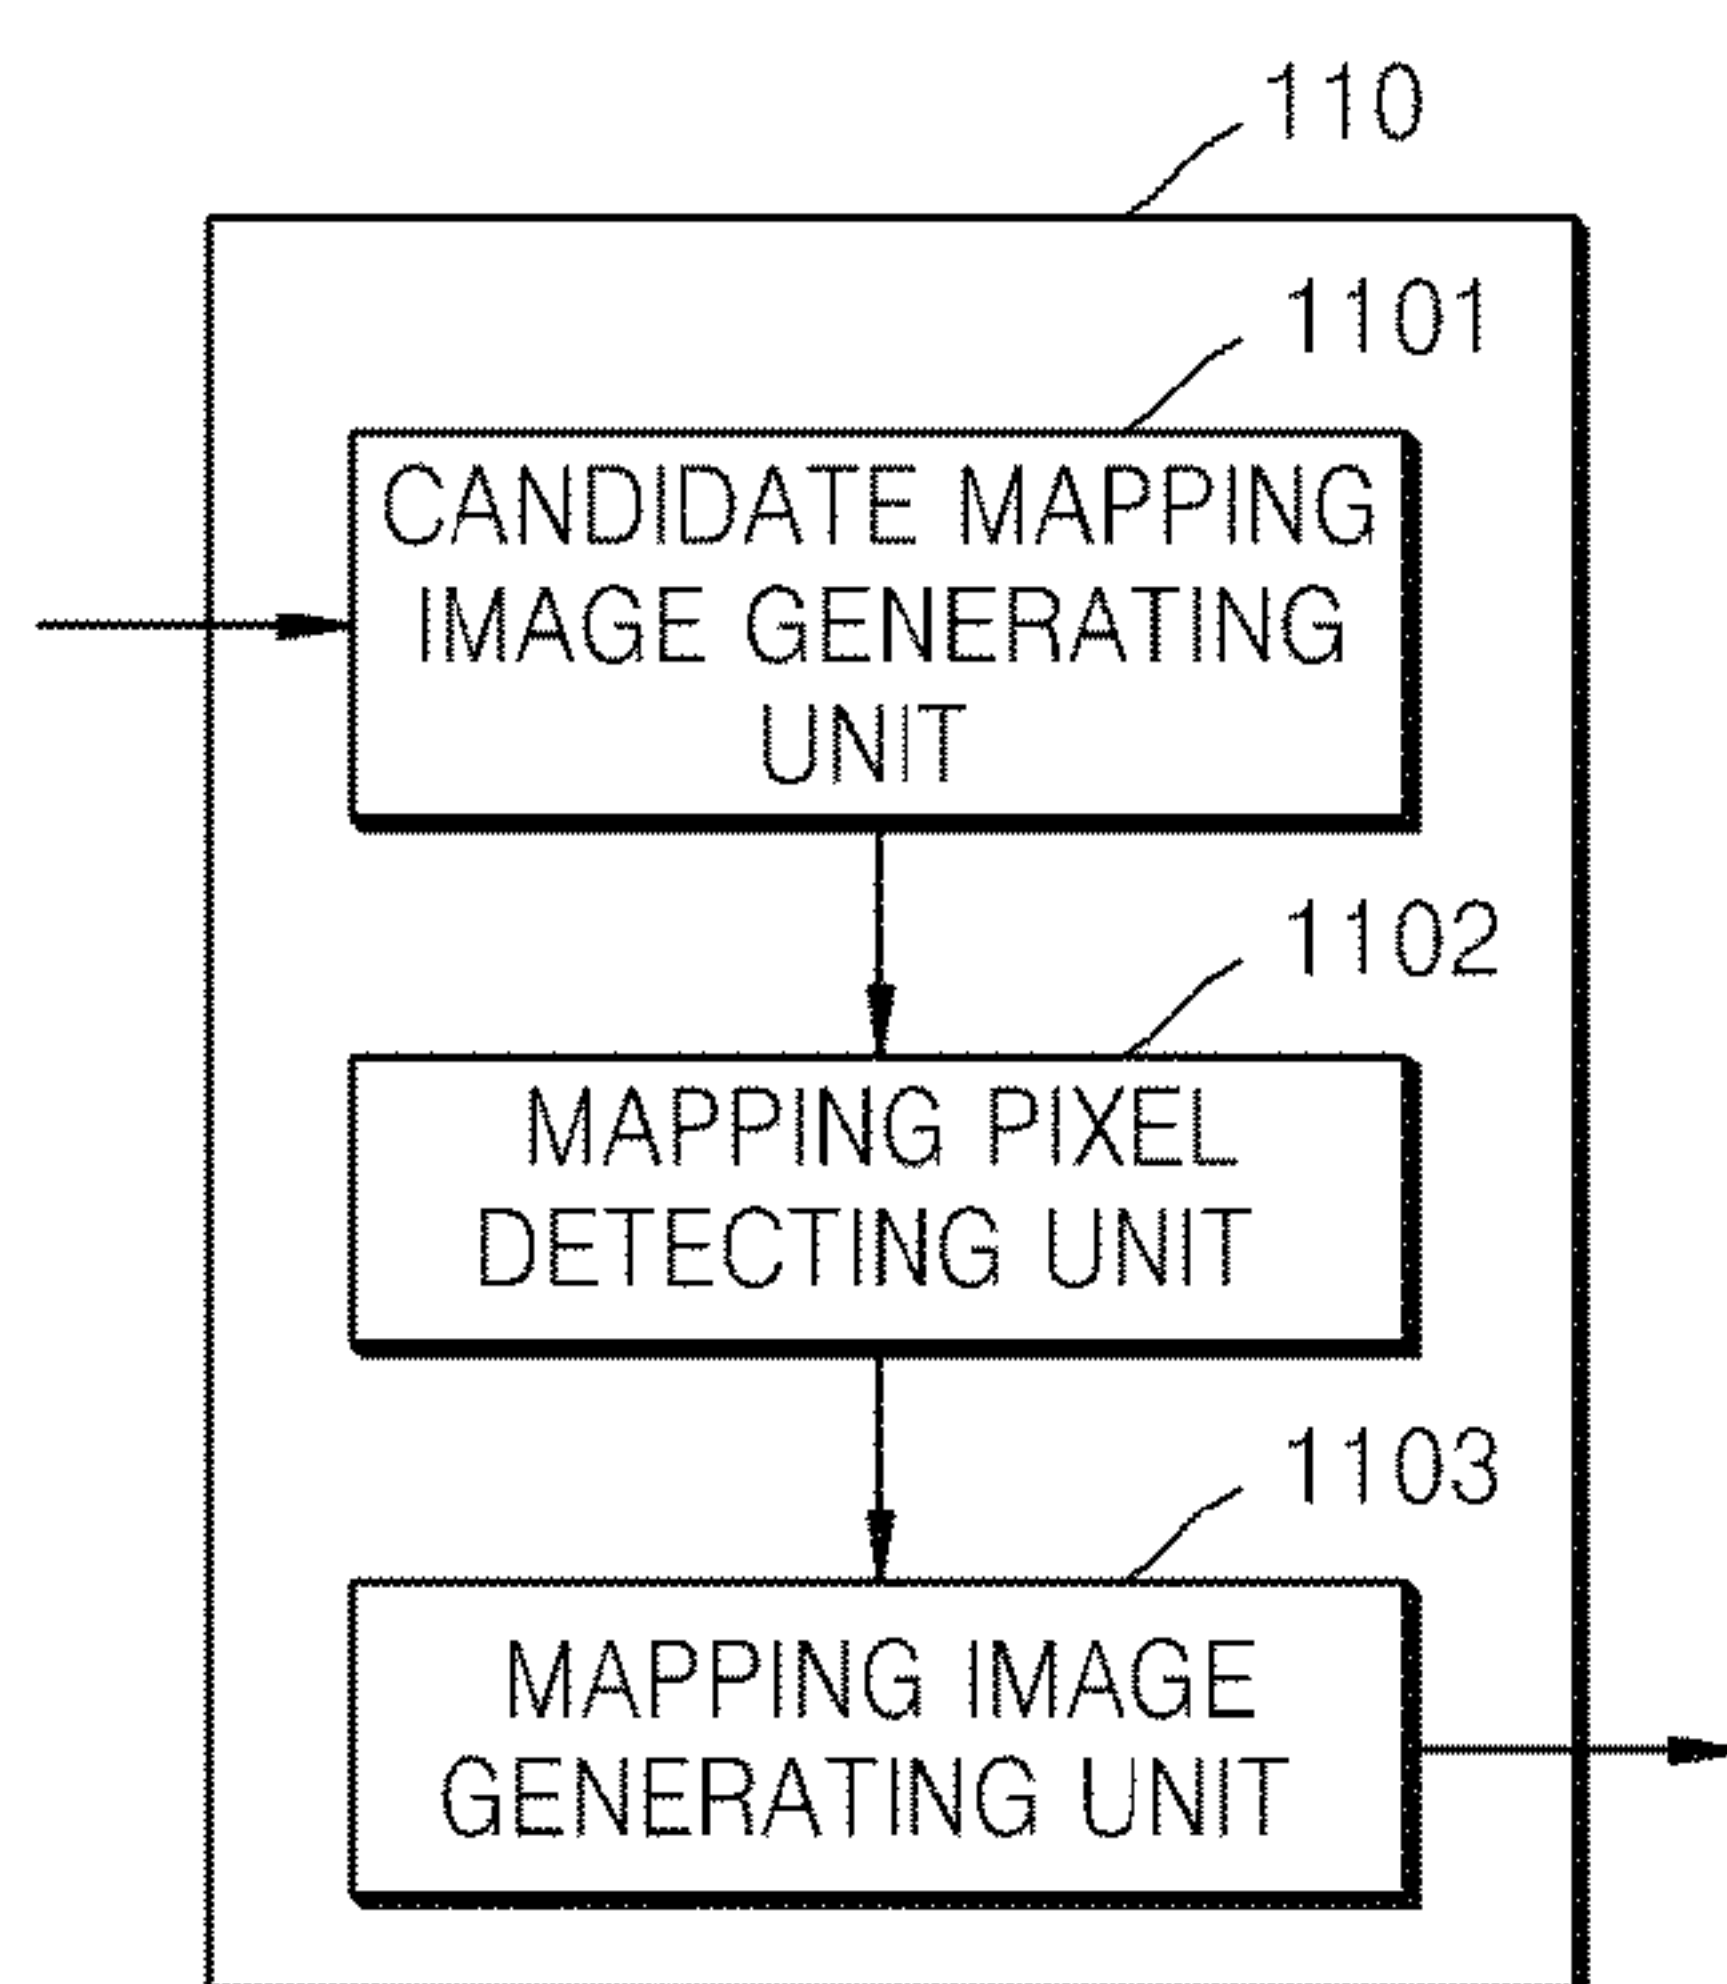 110
1101
CANDIDATE MAPPING
IMAGE GENERATING
UNIT
1102
MAPPING PIXEL
DETECTING UNIT
1103
MAPPING IMAGE
GENERATING UNIT